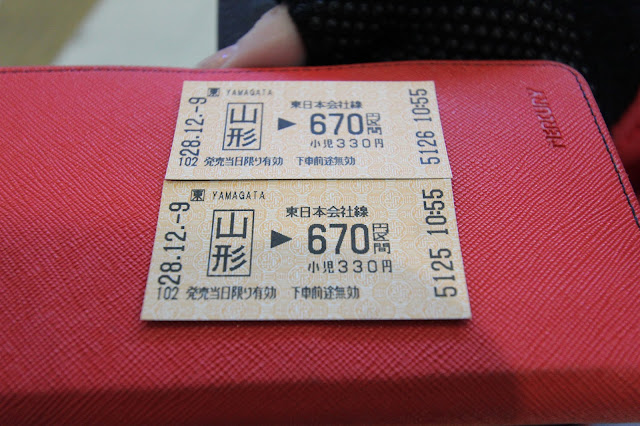 東 YAMAGATA
28.12.-9
山形
東日本会社線
▶ 670円区間
小児330円
102 発売当日限り有効 下車前途無効
5126 10:55
東 YAMAGATA
28.12.-9
山形
東日本会社線
▶ 670円区間
小児330円
102 発売当日限り有効 下車前途無効
5125 10:55
MERCURY